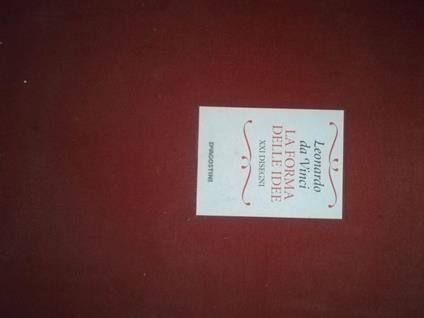 Leonardo
da Vinci
LA FORMA
DELLE IDEE
XXI DISEGNI
DEAGOSTINI